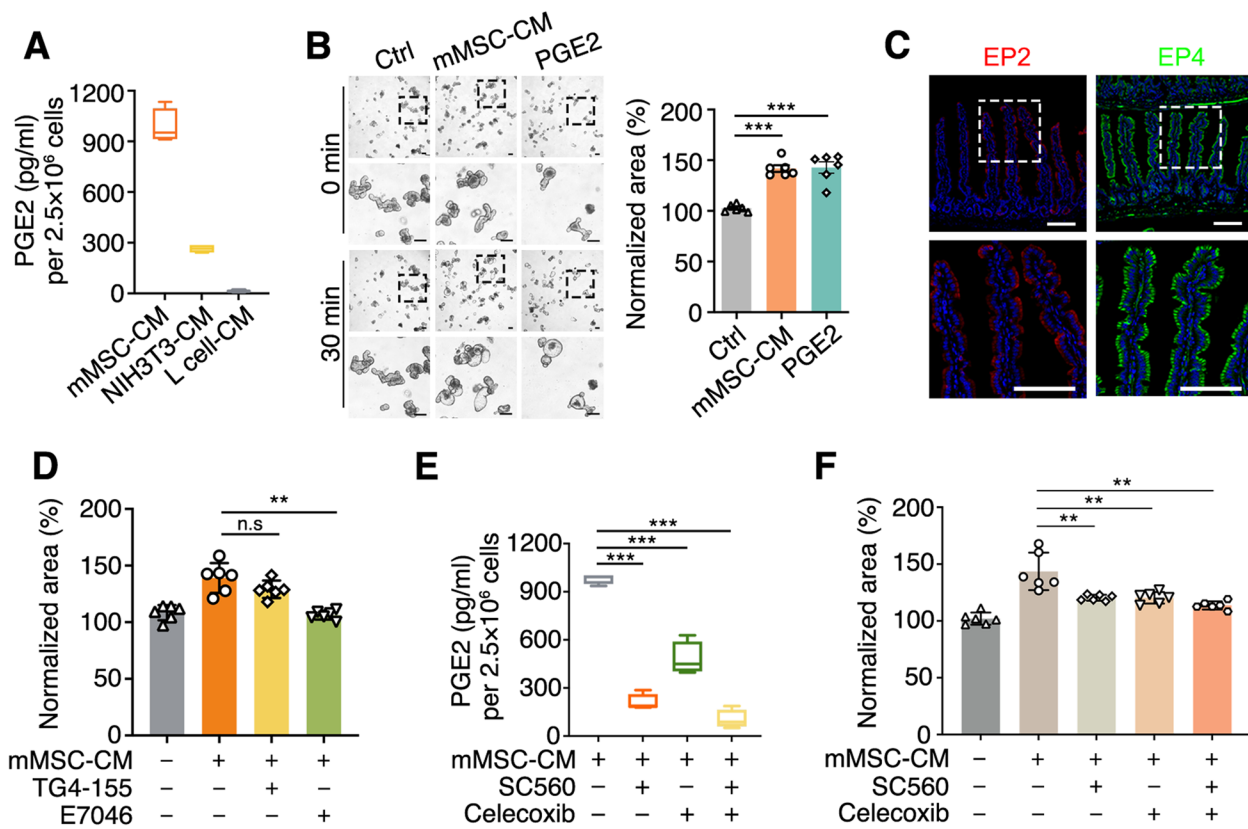 A
PGE2 (pg/ml)
per 2.5×10⁶ cells
1200
900
600
300
0
mMSC-CM
NIH3T3-CM
L cell-CM
B
Ctrl
mMSC-CM
PGE2
0 min
30 min
Normalized area (%)
200
150
100
50
0
***
***
Ctrl
mMSC-CM
PGE2
C
EP2
EP4
D
Normalized area (%)
200
150
100
50
0
**
n.s
mMSC-CM − + + +
TG4-155 − − + −
E7046 − − − +
E
PGE2 (pg/ml)
per 2.5×10⁶ cells
1200
900
600
300
0
***
***
***
mMSC-CM + + + +
SC560 − + − +
Celecoxib − − + +
F
Normalized area (%)
200
150
100
50
0
**
**
**
mMSC-CM − + + + +
SC560 − − + − +
Celecoxib − − − + +